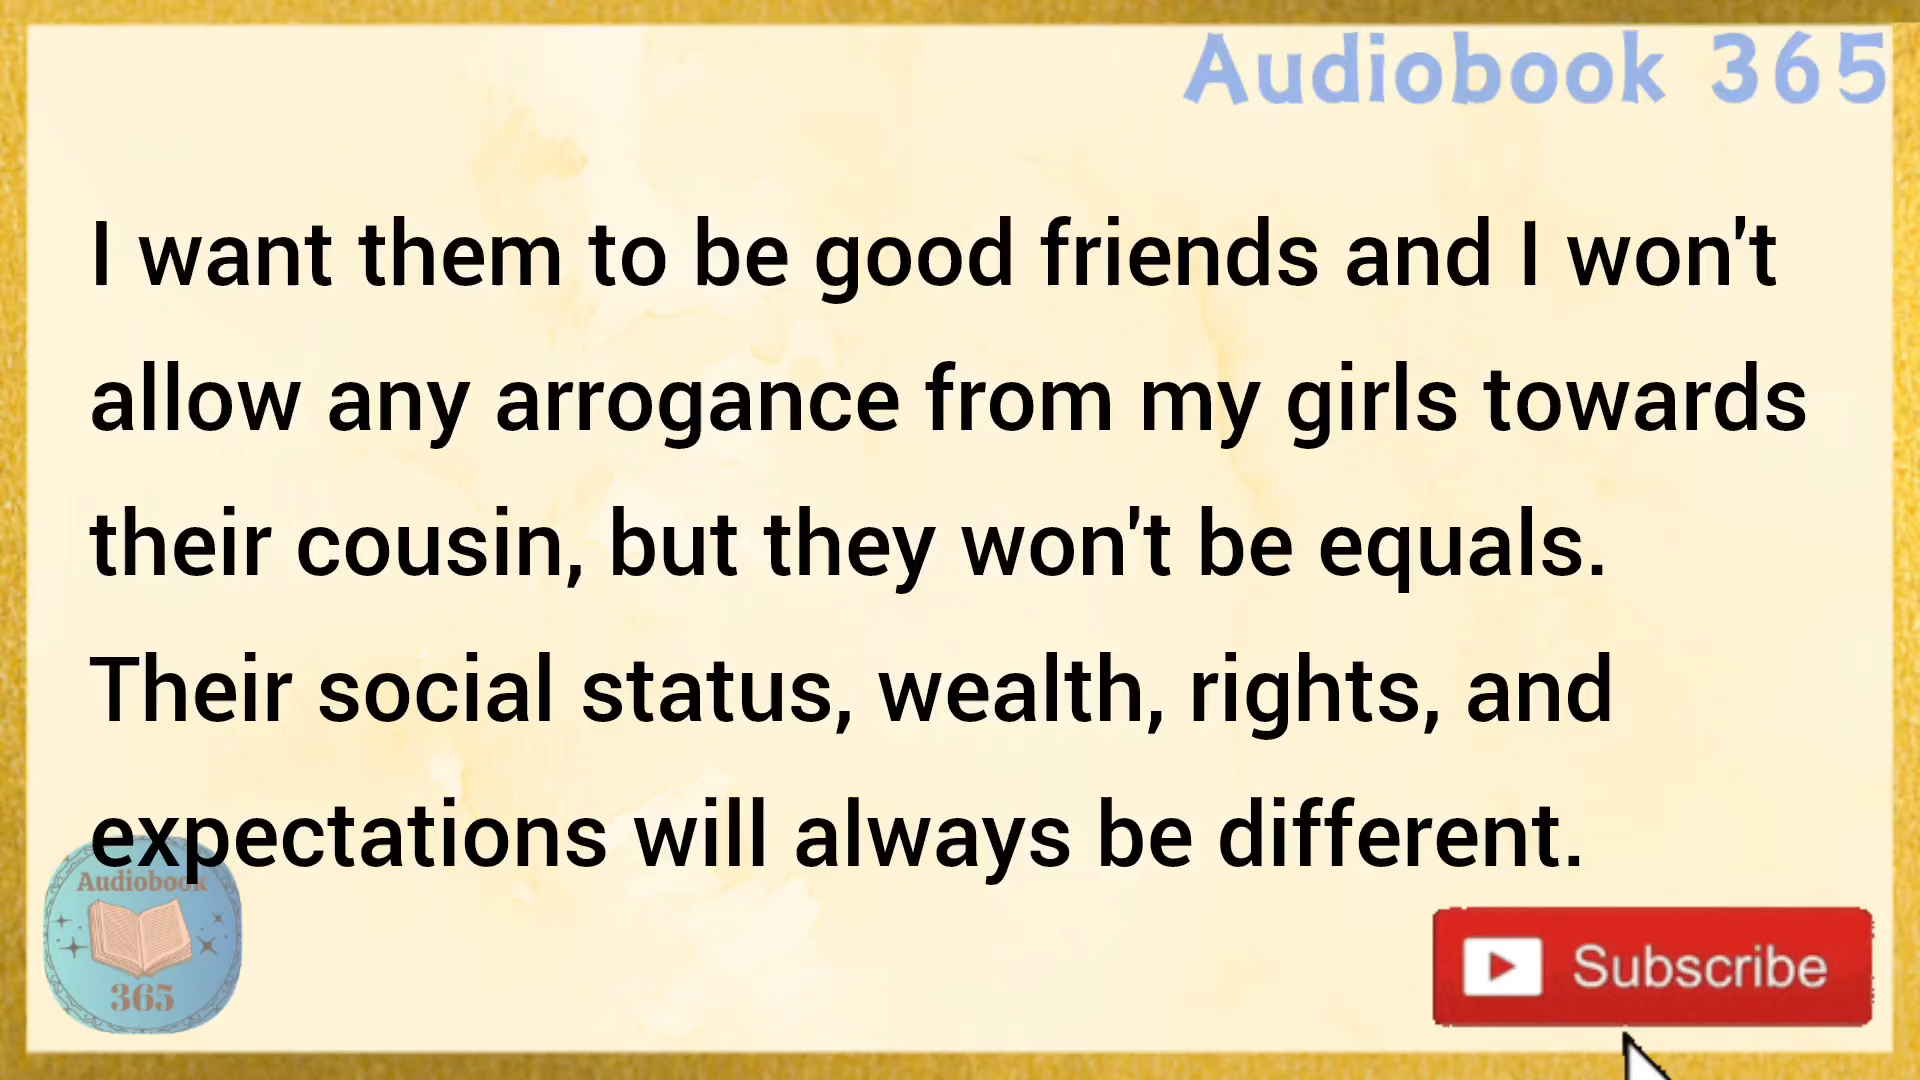 Audiobook 365
I want them to be good friends and I won't
allow any arrogance from my girls towards
their cousin, but they won't be equals.
Their social status, wealth, rights, and
expectations will always be different.
Audiobook
365
Subscribe